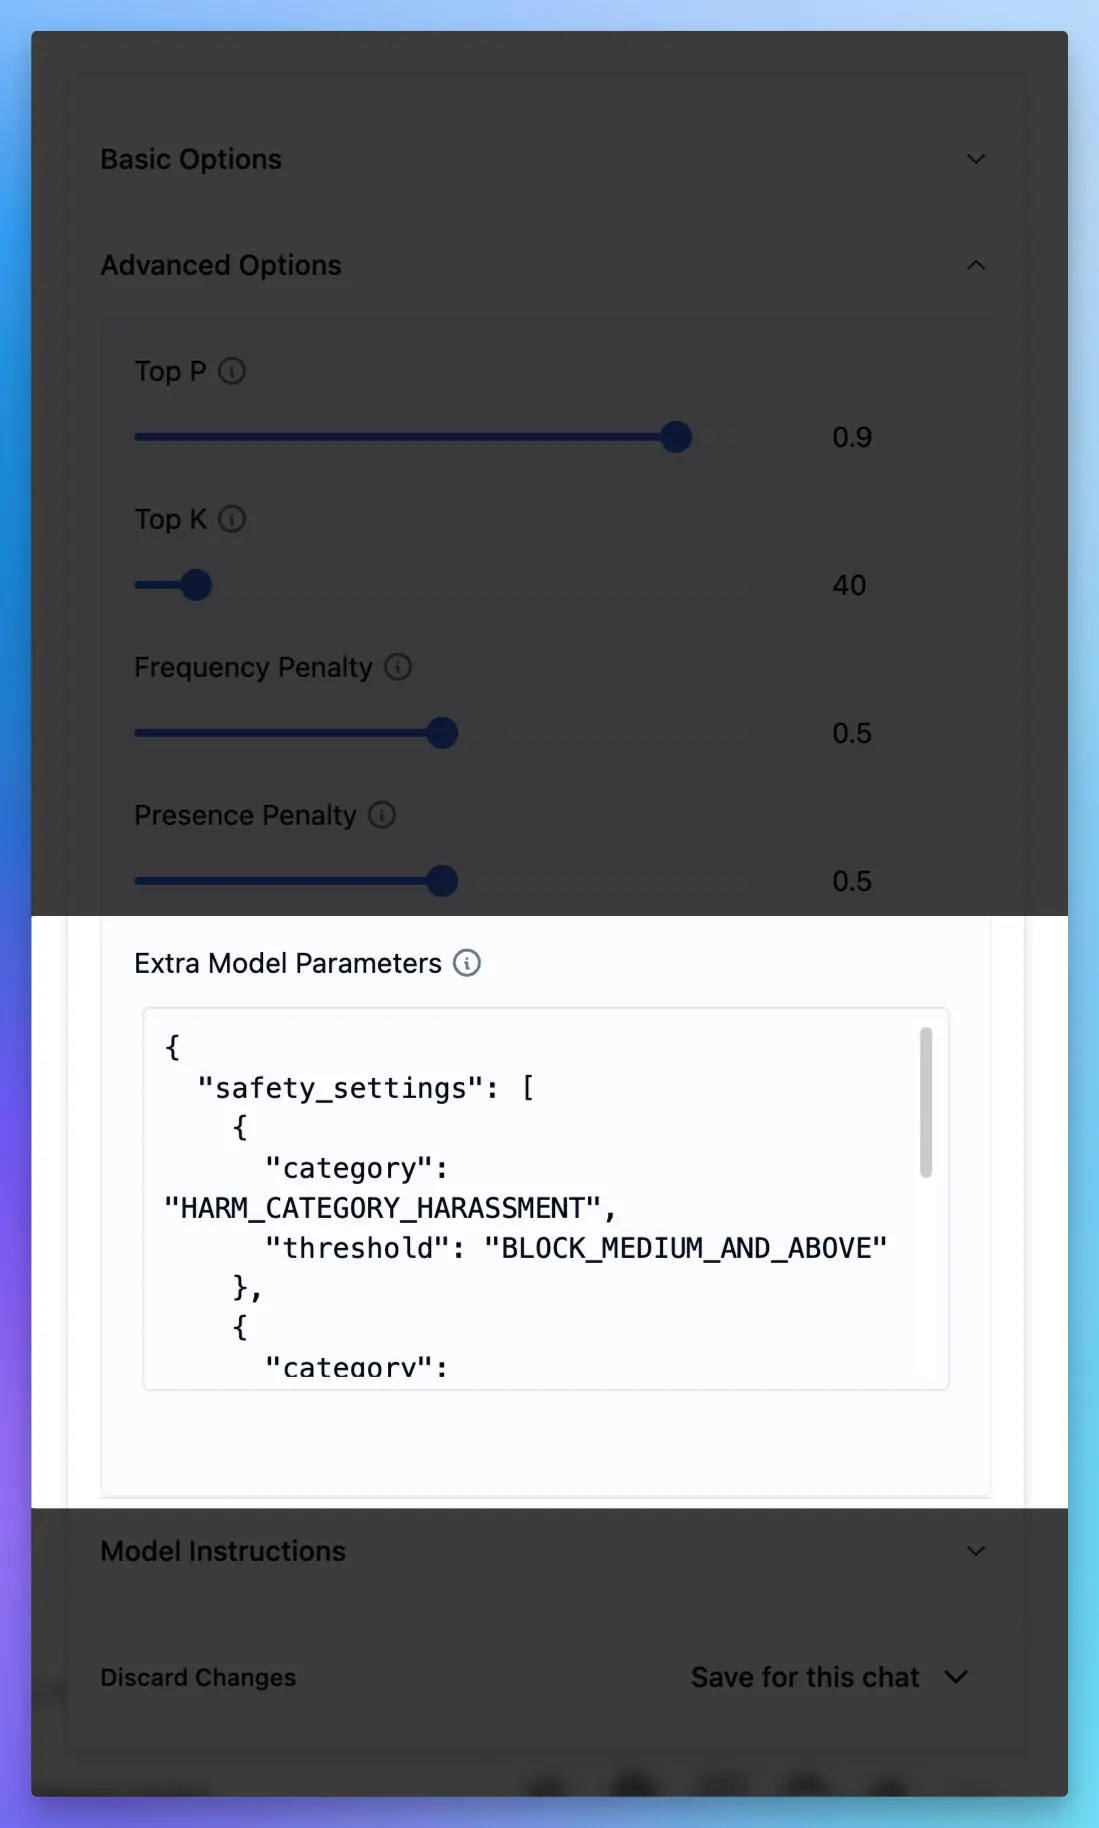 Basic Options
Advanced Options
Top P
0.9
Top K
40
Frequency Penalty
0.5
Presence Penalty
0.5
Extra Model Parameters
{
"safety_settings": [
{
"category":
"HARM_CATEGORY_HARASSMENT",
"threshold": "BLOCK_MEDIUM_AND_ABOVE"
},
{
"category":
Model Instructions
Discard Changes
Save for this chat